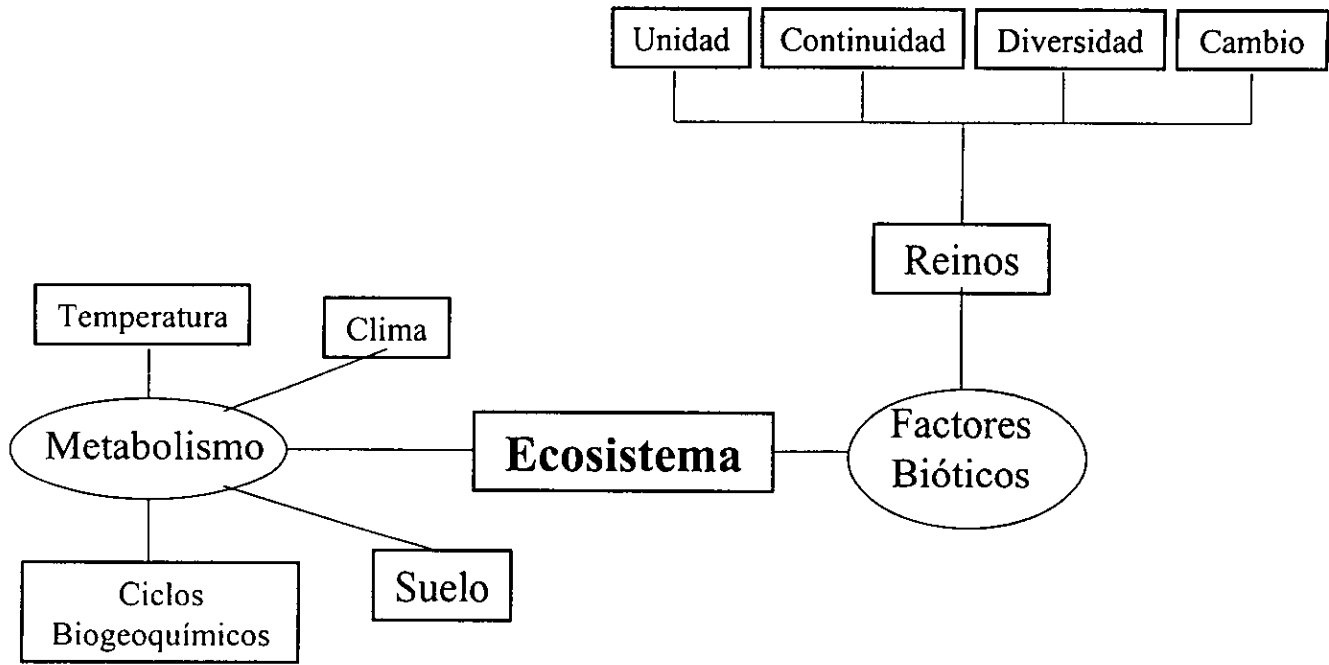 Unidad
Continuidad
Diversidad
Cambio
Reinos
Temperatura
Clima
Metabolismo
Ecosistema
Factores
Bióticos
Ciclos
Biogeoquímicos
Suelo